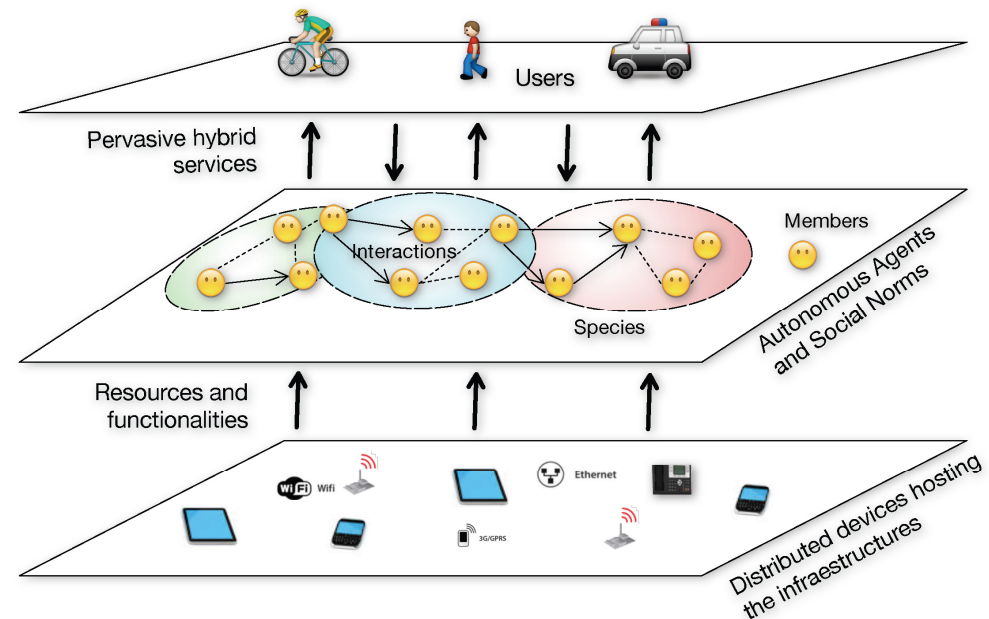 Users
Pervasive hybrid
services
Interactions
Members
Species
Autonomous Agents
and Social Norms
Resources and
functionalities
WiFi Wifi
Ethernet
3G/GPRS
Distributed devices hosting
the infraestructures